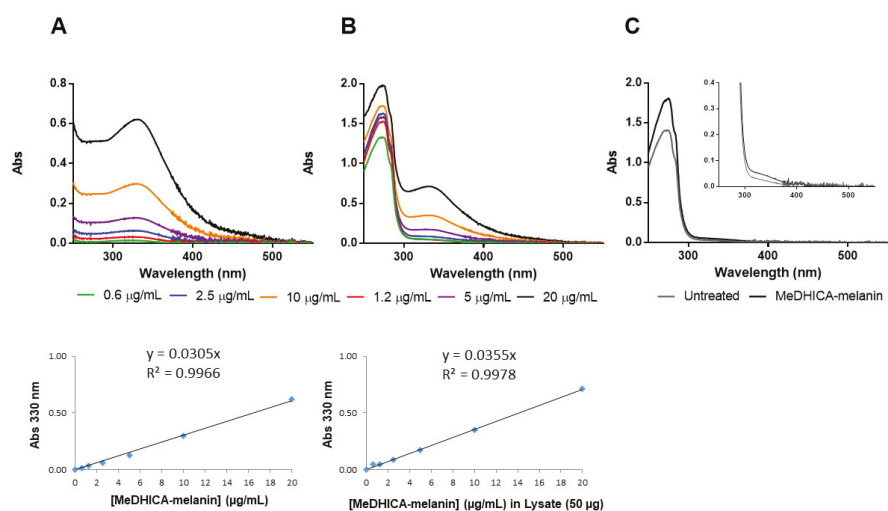 A
B
C
Abs
0.8
0.6
0.4
0.2
0.0
300
400
500
Wavelength (nm)
Abs
2.0
1.5
1.0
0.5
0.0
300
400
500
Wavelength (nm)
Abs
2.0
1.5
1.0
0.5
0.0
300
400
500
Wavelength (nm)
0.4
0.3
0.2
0.1
0.0
300
400
500
0.6 µg/mL
2.5 µg/mL
10 µg/mL
1.2 µg/mL
5 µg/mL
20 µg/mL
Untreated
MeDHICA-melanin
y = 0.0305x
R² = 0.9966
Abs 330 nm
1.00
0.50
0.00
0 2 4 6 8 10 12 14 16 18 20
[MeDHICA-melanin] (µg/mL)
y = 0.0355x
R² = 0.9978
Abs 330 nm
1.00
0.50
0.00
0 2 4 6 8 10 12 14 16 18 20
[MeDHICA-melanin] (µg/mL) in Lysate (50 µg)